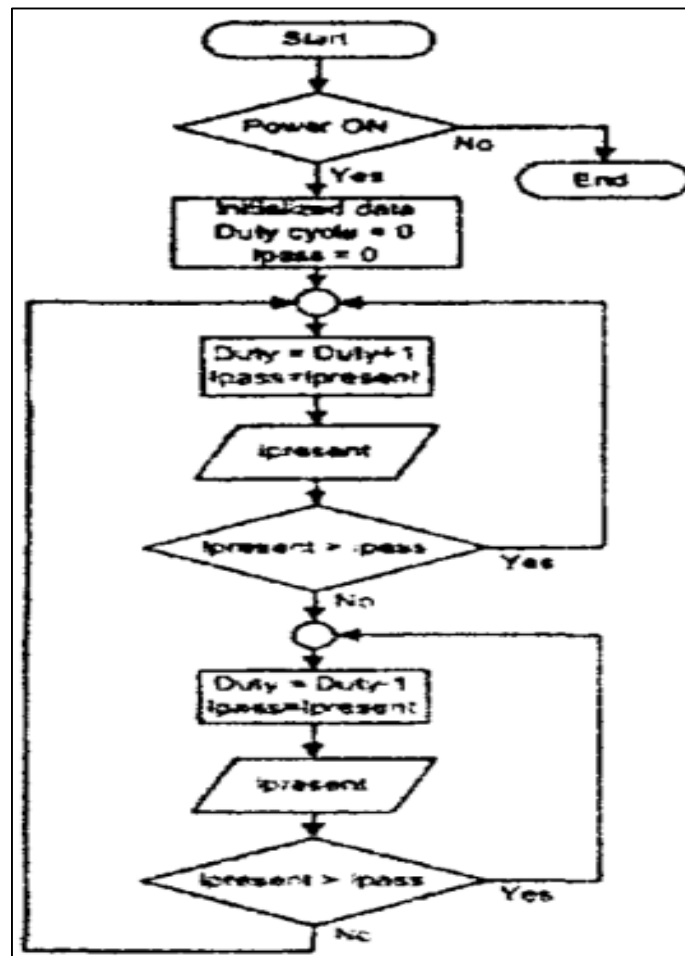 Start
Power ON
No
Yes
End
Initialized data
Duty cycle = 0
Ipass = 0
Duty = Duty+1
Ipass=Ipresent
Ipresent
Ipresent > Ipass
Yes
No
Duty = Duty-1
Ipass=Ipresent
Ipresent
Ipresent > Ipass
Yes
No